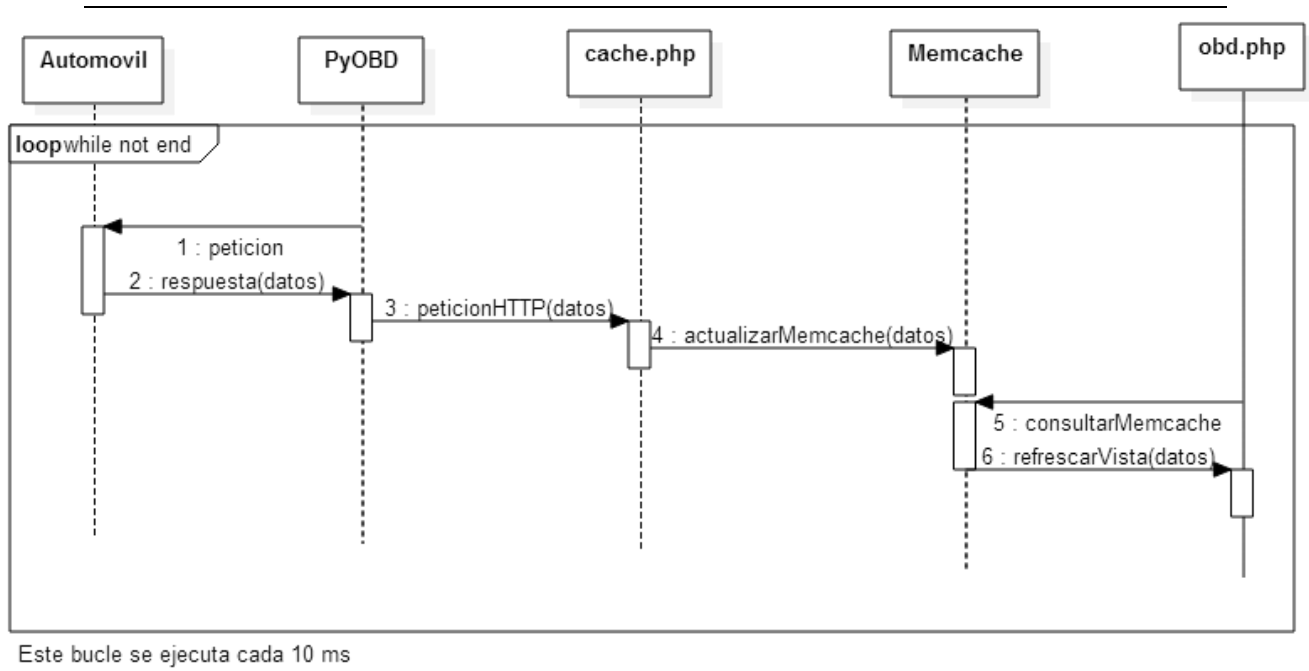 Automovil
PyOBD
cache.php
Memcache
obd.php
loop while not end
1 : peticion
2 : respuesta(datos)
3 : peticionHTTP(datos)
4 : actualizarMemcache(datos)
5 : consultarMemcache
6 : refrescarVista(datos)
Este bucle se ejecuta cada 10 ms